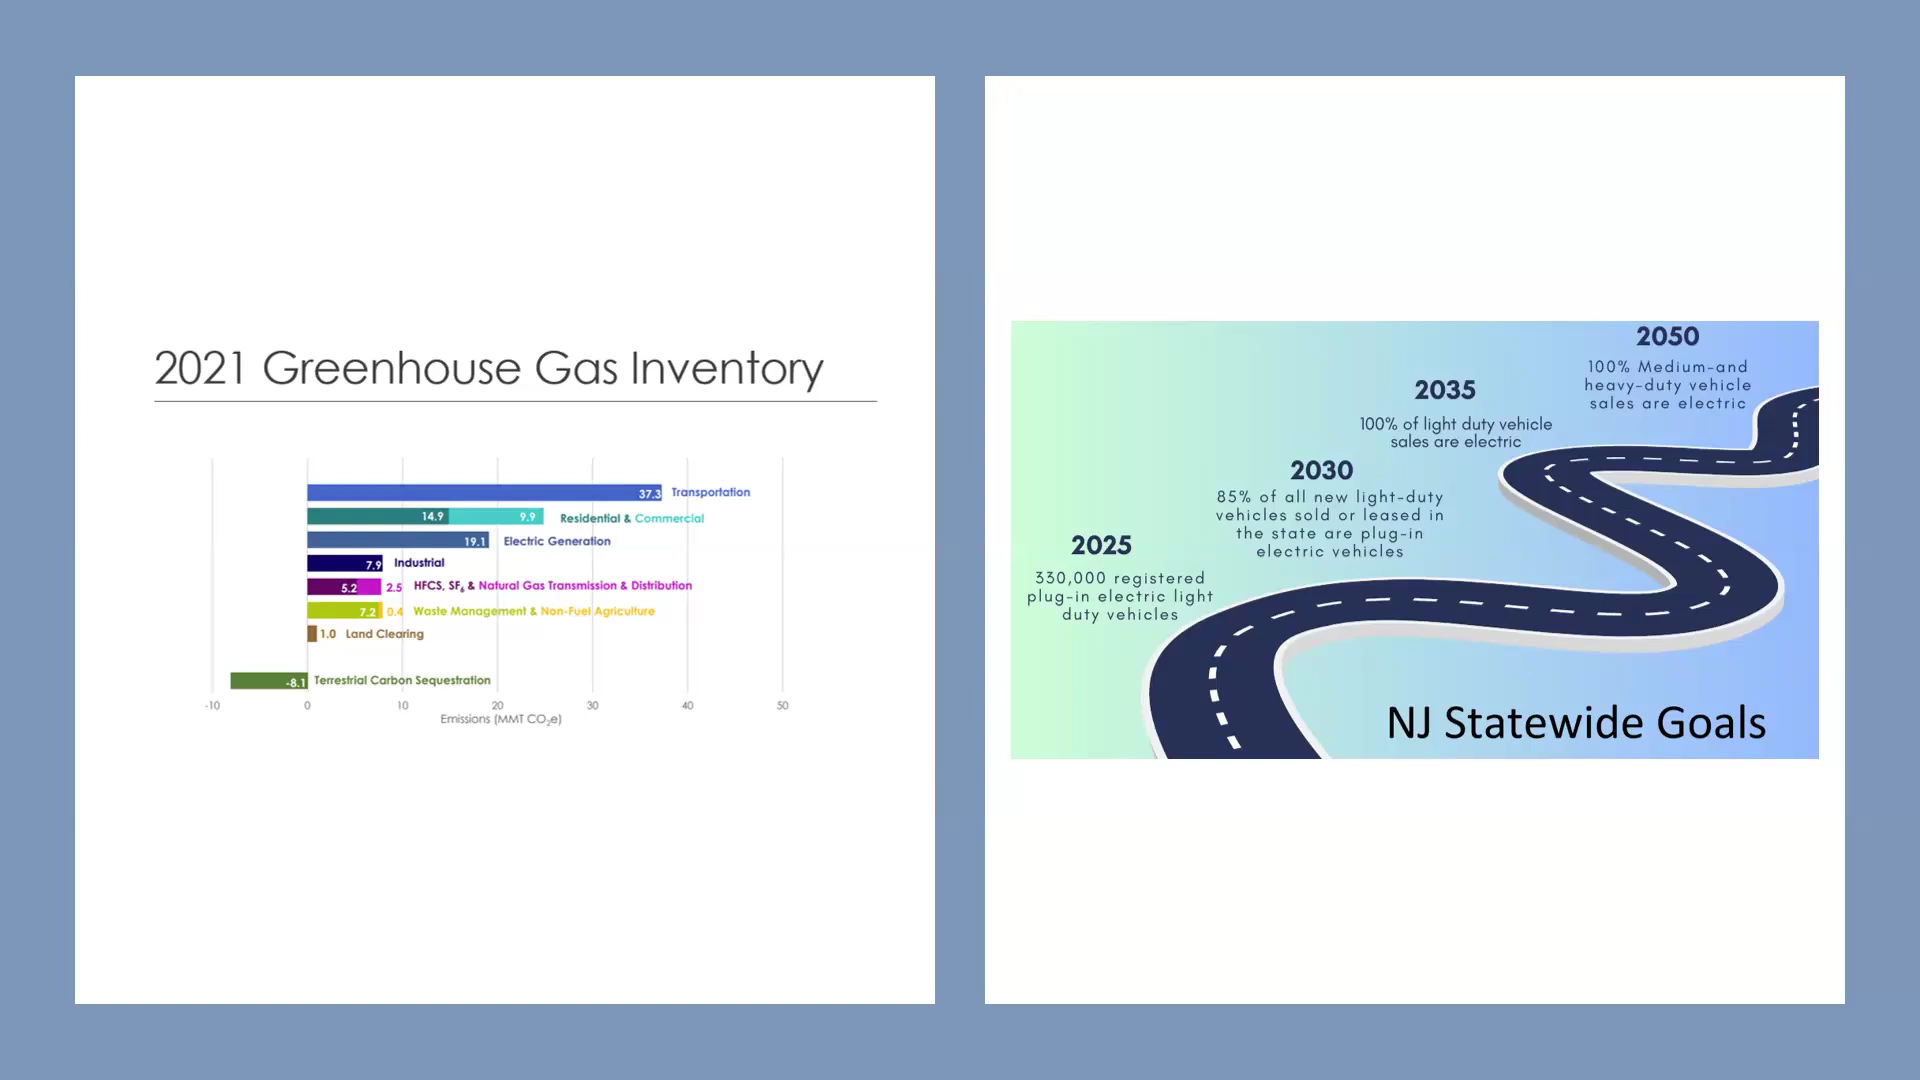 2021 Greenhouse Gas Inventory
37.3 Transportation
14.9 9.9 Residential & Commercial
19.1 Electric Generation
7.9 Industrial
5.2 2.5 HFCS, SF6 & Natural Gas Transmission & Distribution
7.2 0.4 Waste Management & Non-Fuel Agriculture
1.0 Land Clearing
-8.1 Terrestrial Carbon Sequestration
-10 0 10 20 30 40 50
Emissions (MMT CO2e)
2050
100% Medium-and
heavy-duty vehicle
sales are electric
2035
100% of light duty vehicle
sales are electric
2030
85% of all new light-duty
vehicles sold or leased in
the state are plug-in
electric vehicles
2025
330,000 registered
plug-in electric light
duty vehicles
NJ Statewide Goals